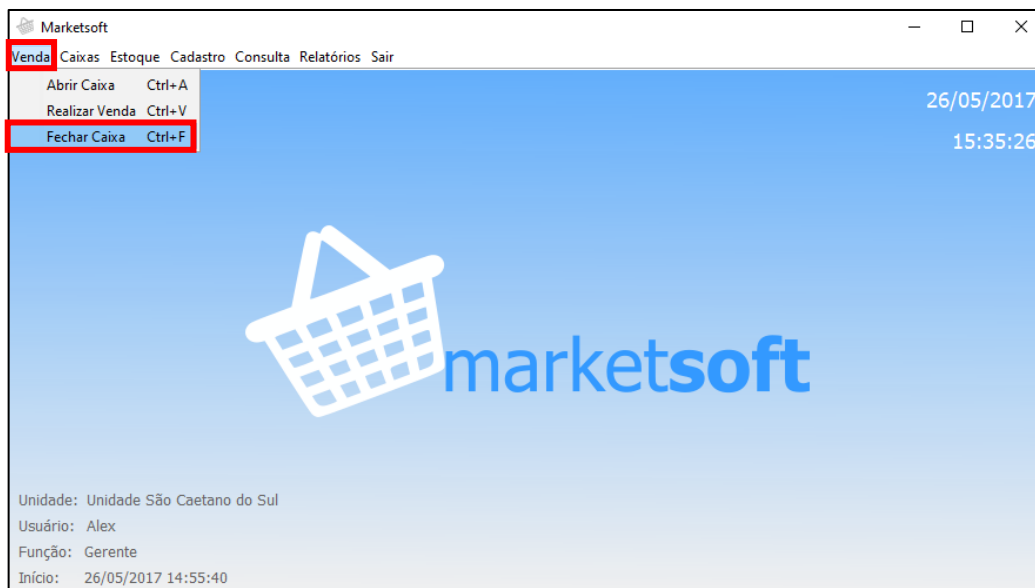 Marketsoft
Venda Caixas Estoque Cadastro Consulta Relatórios Sair
Abrir Caixa Ctrl+A
Realizar Venda Ctrl+V
Fechar Caixa Ctrl+F
26/05/2017
15:35:26
marketsoft
Unidade: Unidade São Caetano do Sul
Usuário: Alex
Função: Gerente
Início: 26/05/2017 14:55:40